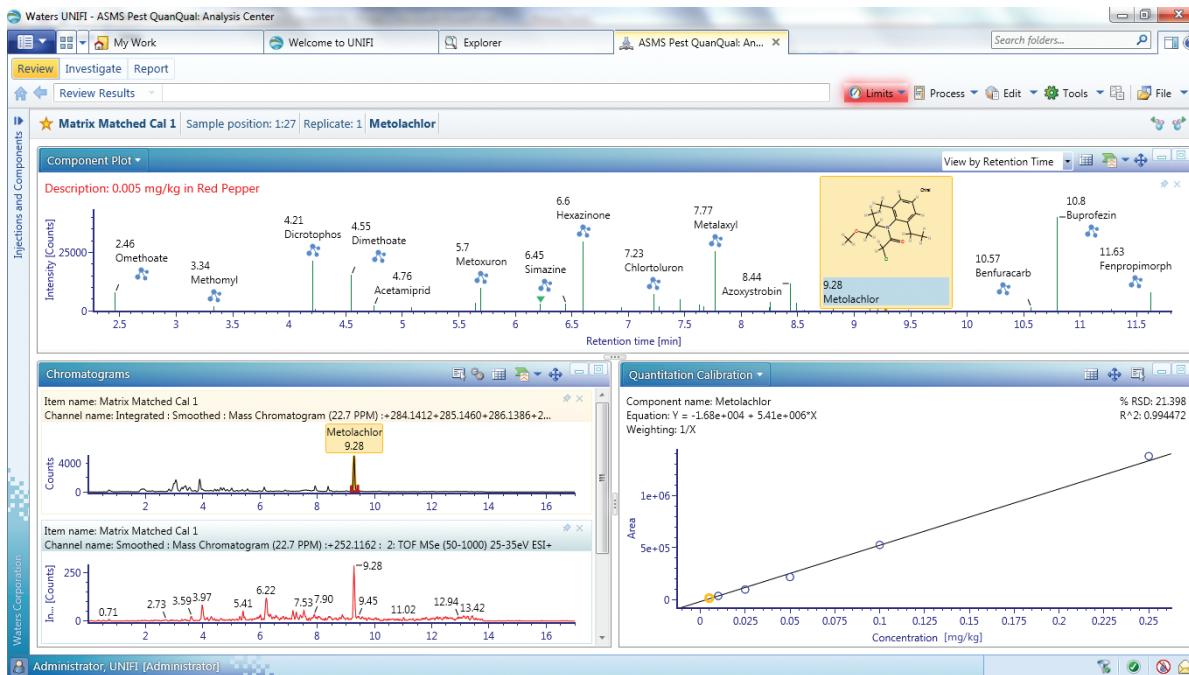 Waters UNIFI - ASMS Pest QuanQual: Analysis Center
My Work
Welcome to UNIFI
Explorer
ASMS Pest QuanQual: An...
Search folders...
Review Investigate Report
Review Results
Limits Process Edit Tools File
Injections and Components
Matrix Matched Cal 1 Sample position: 1:27 Replicate: 1 Metolachlor
Component Plot
View by Retention Time
Description: 0.005 mg/kg in Red Pepper
Intensity [Counts]
25000
0
2.46
Omethoate
3.34
Methomyl
4.21
Dicrotophos
4.55
Dimethoate
4.76
Acetamiprid
5.7
Metoxuron
6.45
Simazine
6.6
Hexazinone
7.23
Chlortoluron
7.77
Metalaxyl
8.44
Azoxystrobin
9.28
Metolachlor
10.57
Benfuracarb
10.8
Buprofezin
11.63
Fenpropimorph
2.5 3 3.5 4 4.5 5 5.5 6 6.5 7 7.5 8 8.5 9 9.5 10 10.5 11 11.5
Retention time [min]
Chromatograms
Item name: Matrix Matched Cal 1
Channel name: Integrated : Smoothed : Mass Chromatogram (22.7 PPM) :+284.1412+285.1460+286.1386+2...
Metolachlor
9.28
Counts
4000
0
2 4 6 8 10 12 14 16
Item name: Matrix Matched Cal 1
Channel name: Smoothed : Mass Chromatogram (22.7 PPM) :+252.1162 : 2: TOF MSe (50-1000) 25-35eV ESI+
In... [Counts]
250
0
0.71 2.73 3.59 3.97 5.41 6.22 7.53 7.90 9.28 9.45 11.02 12.94 13.42
2 4 6 8 10 12 14 16
Quantitation Calibration
Component name: Metolachlor
Equation: Y = -1.68e+004 + 5.41e+006*X
Weighting: 1/X
% RSD: 21.398
R^2: 0.994472
Area
1e+06
5e+05
0
0 0.025 0.05 0.075 0.1 0.125 0.15 0.175 0.2 0.225 0.25
Concentration [mg/kg]
Waters Corporation
Administrator, UNIFI [Administrator]